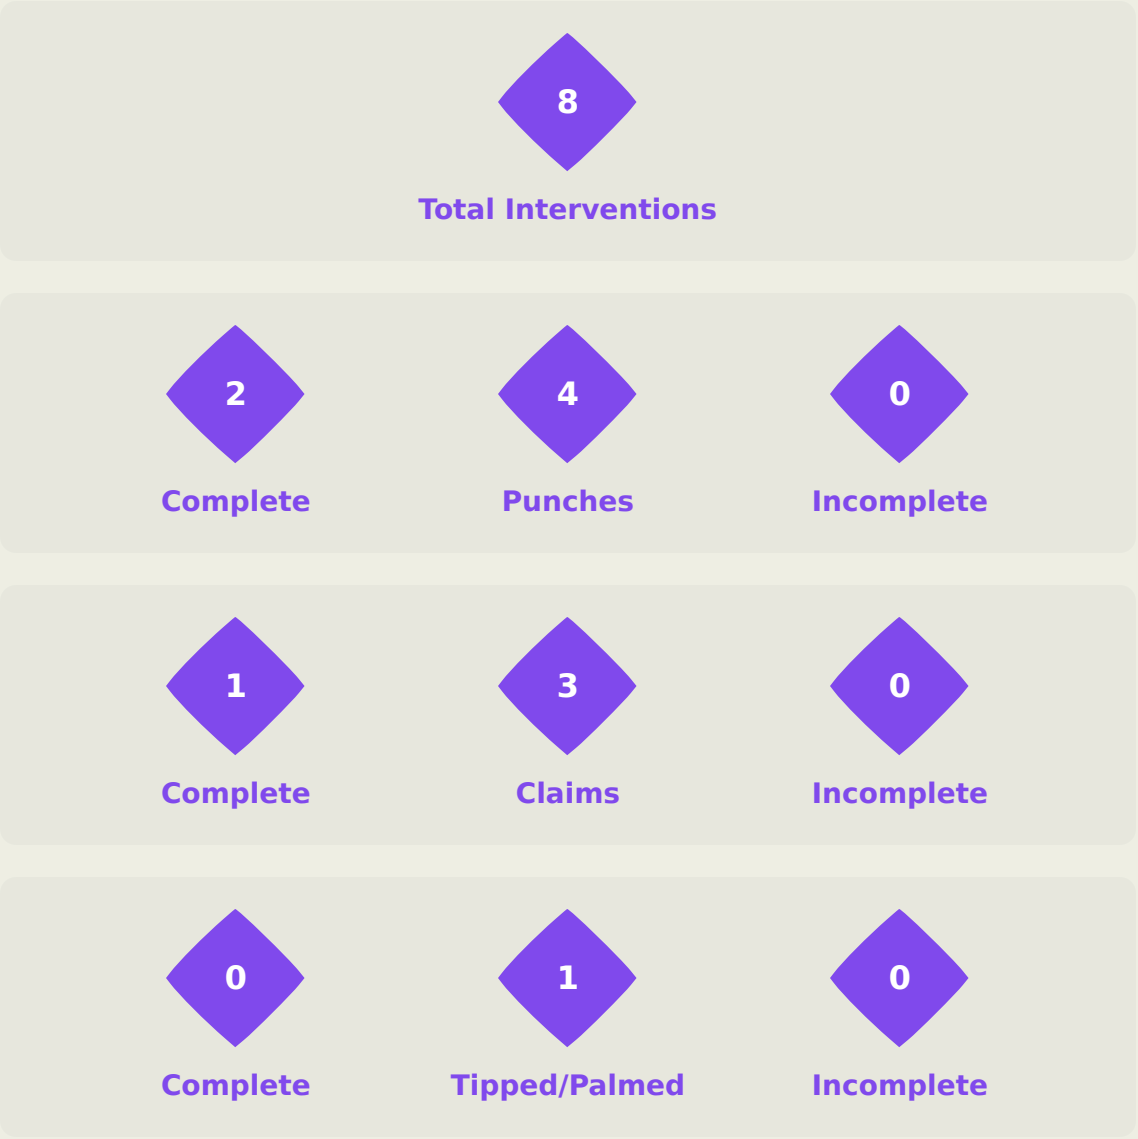 8
Total Interventions
2 4 0
Complete Punches Incomplete
1 3 0
Complete Claims Incomplete
0 1 0
Complete Tipped/Palmed Incomplete